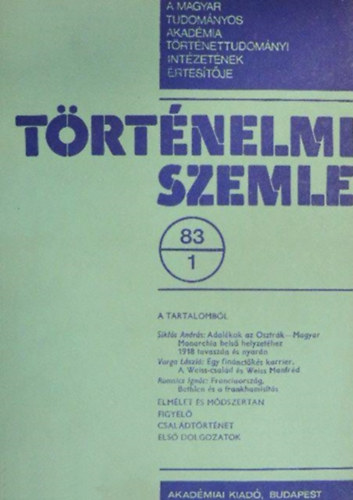 A MAGYAR
TUDOMÁNYOS
AKADÉMIA
TÖRTÉNETTUDOMÁNYI
INTÉZETÉNEK
ÉRTESÍTŐJE
TÖRTÉNELMI
SZEMLE
83
1
A TARTALOMBÓL
Siklós András: Adalékok az Osztrák—Magyar
Monarchia belső helyzetéhez
1918 tavaszán és nyarán
Varga László: Egy finánctőkés karrier.
A Weiss-család és Weiss Manfréd
Romsics Ignác: Franciaország,
Bethlen és a frankhamisítás
ELMÉLET ÉS MÓDSZERTAN
FIGYELŐ
CSALÁDTÖRTÉNET
ELSŐ DOLGOZATOK
AKADÉMIAI KIADÓ, BUDAPEST